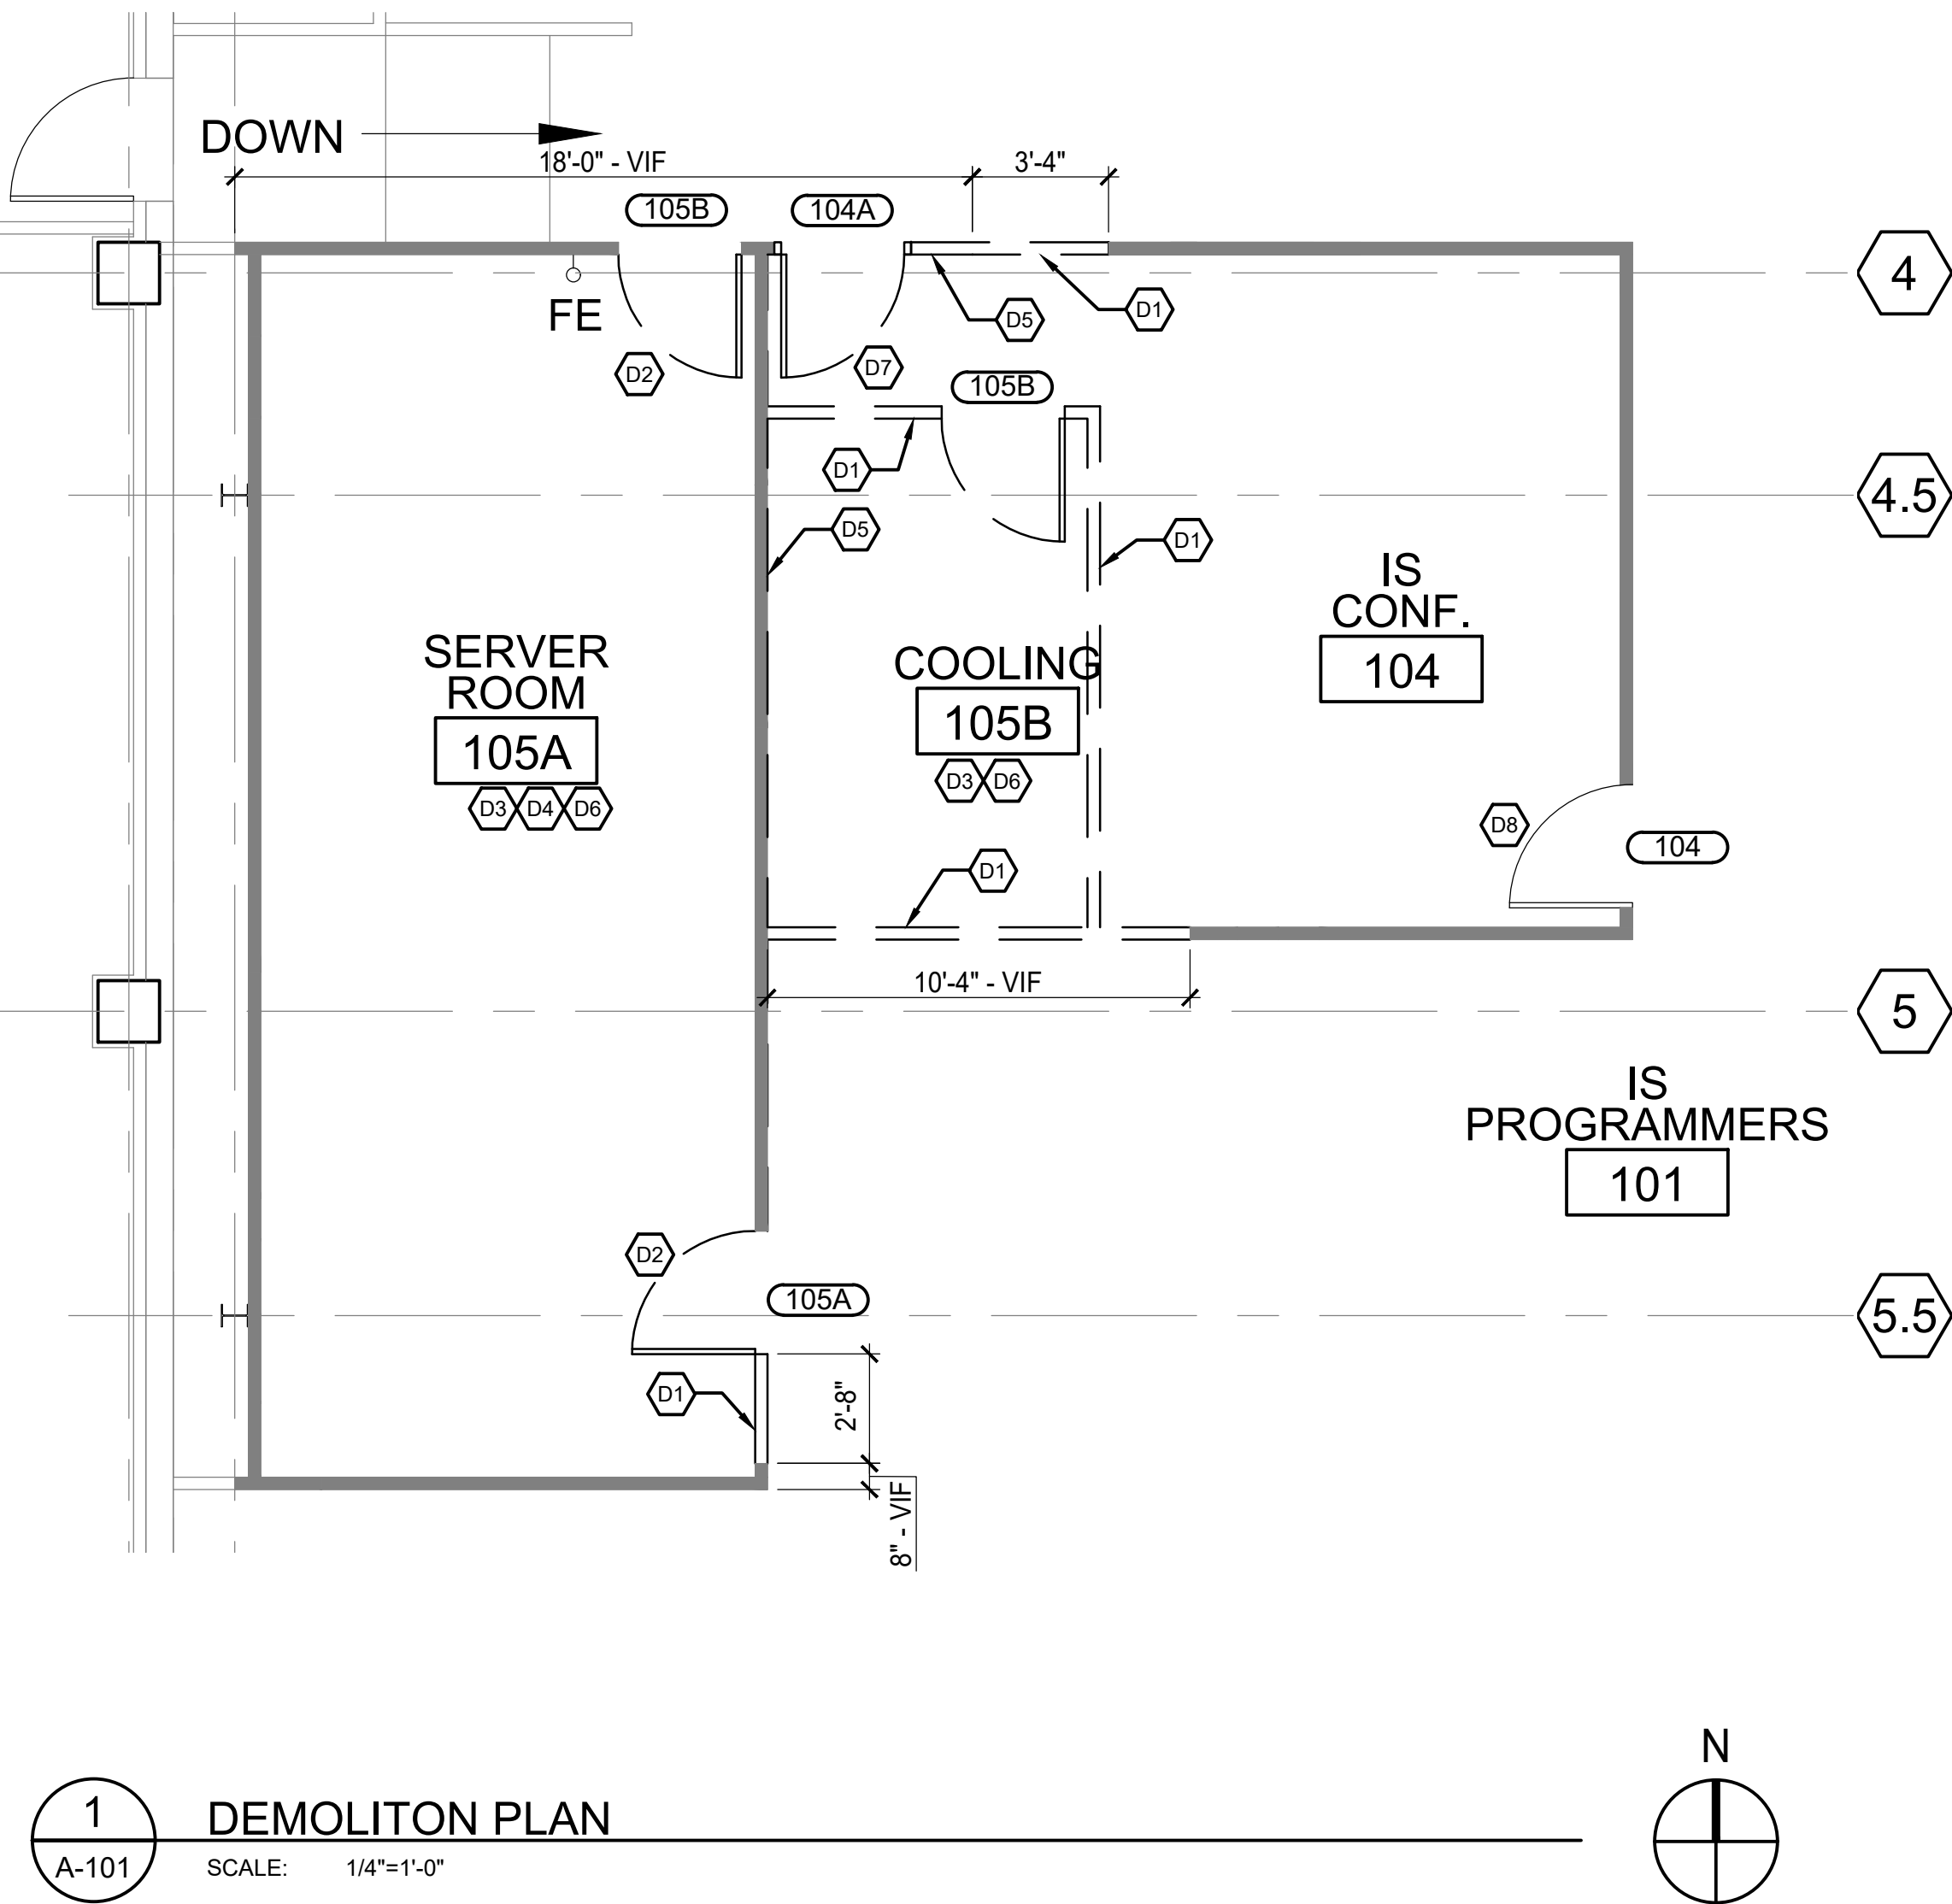 DOWN
18'-0" - VIF
3'-4"
105B
104A
4
FE
D5
D1
D2
D7
105B
D1
4.5
D5
D1
IS
CONF.
104
SERVER
ROOM
105A
D3 D4 D6
COOLING
105B
D3 D6
D8
104
D1
10'-4" - VIF
5
IS
PROGRAMMERS
101
D2
105A
5.5
D1
2'-8"
8" - VIF
N
1
A-101
DEMOLITON PLAN
SCALE: 1/4"=1'-0"